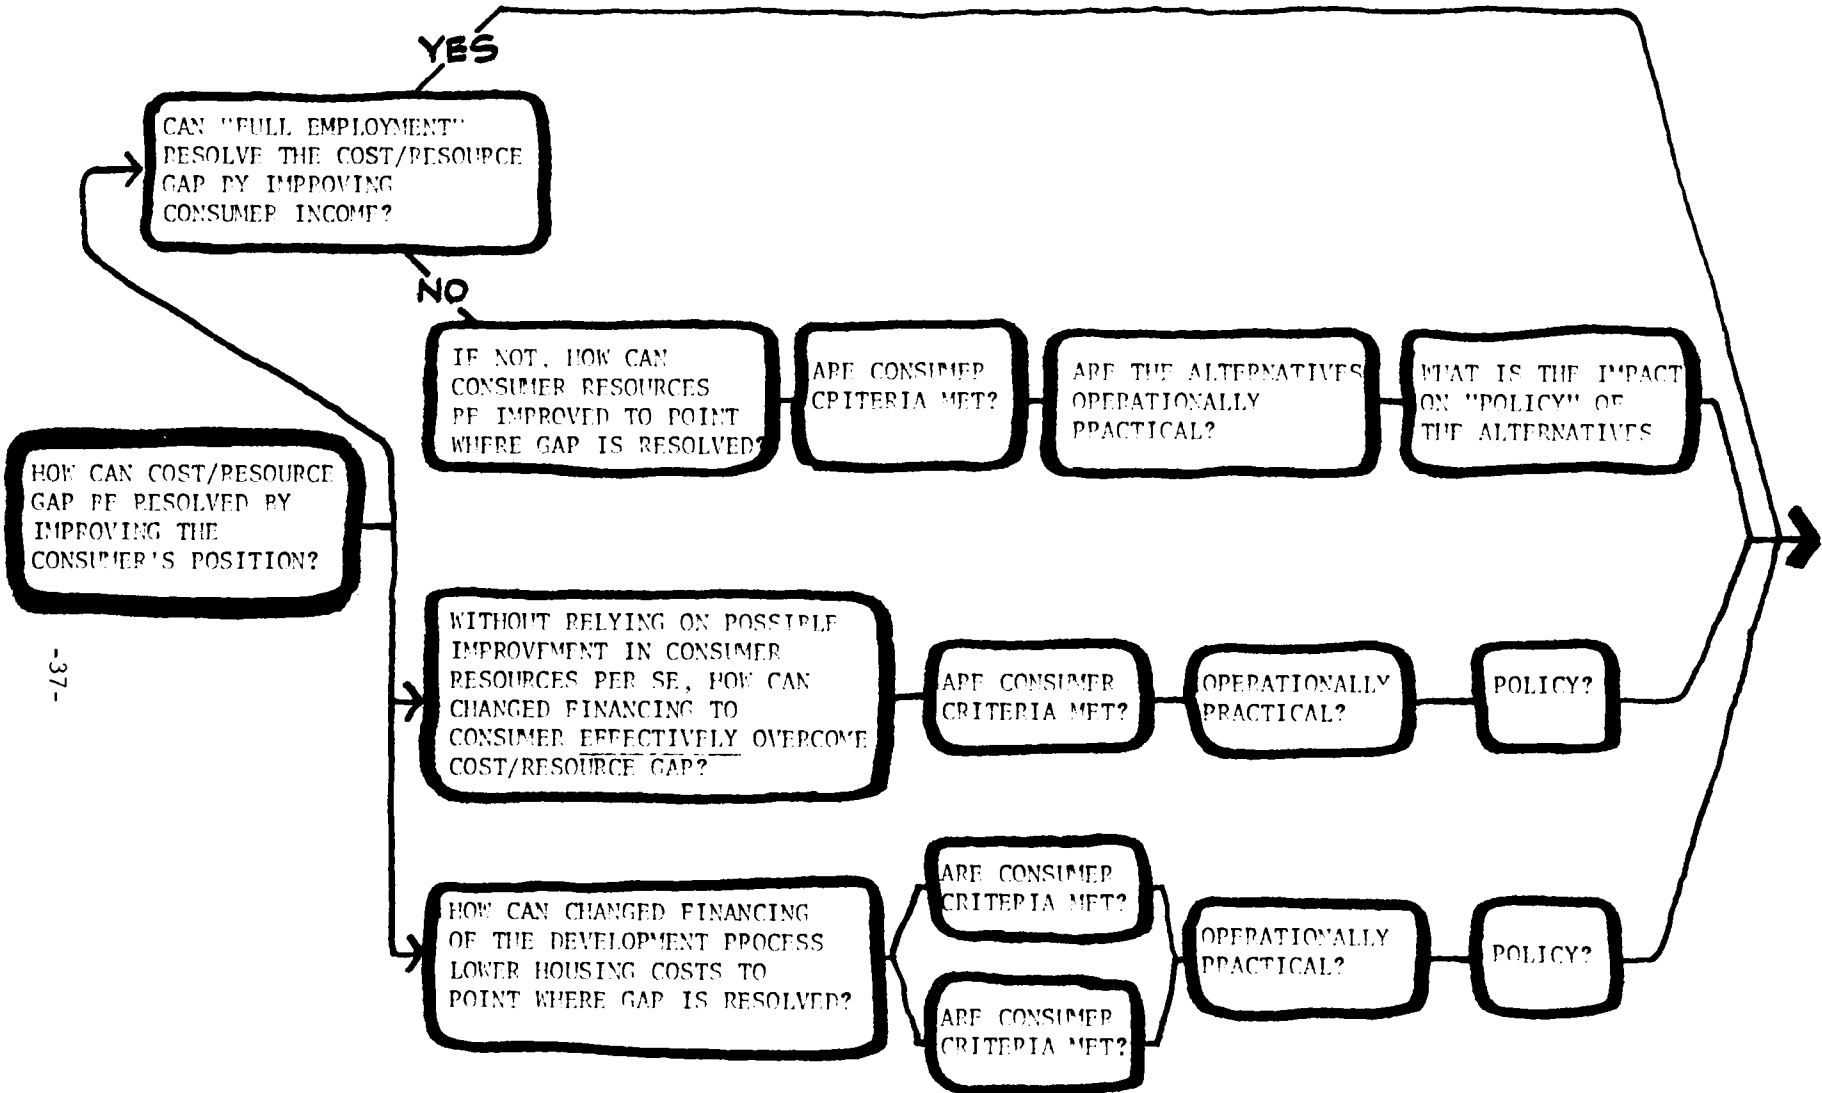 YES
CAN "FULL EMPLOYMENT"
RESOLVE THE COST/RESOURCE
GAP BY IMPROVING
CONSUMER INCOME?
NO
IF NOT, HOW CAN
CONSUMER RESOURCES
BE IMPROVED TO POINT
WHERE GAP IS RESOLVED?
ARE CONSUMER
CRITERIA MET?
ARE THE ALTERNATIVES
OPERATIONALLY
PRACTICAL?
WHAT IS THE IMPACT
ON "POLICY" OF
THE ALTERNATIVES
HOW CAN COST/RESOURCE
GAP BE RESOLVED BY
IMPROVING THE
CONSUMER'S POSITION?
WITHOUT RELYING ON POSSIBLE
IMPROVEMENT IN CONSUMER
RESOURCES PER SE, HOW CAN
CHANGED FINANCING TO
CONSUMER EFFECTIVELY OVERCOME
COST/RESOURCE GAP?
ARE CONSUMER
CRITERIA MET?
OPERATIONALLY
PRACTICAL?
POLICY?
HOW CAN CHANGED FINANCING
OF THE DEVELOPMENT PROCESS
LOWER HOUSING COSTS TO
POINT WHERE GAP IS RESOLVED?
ARE CONSUMER
CRITERIA MET?
ARE CONSUMER
CRITERIA MET?
OPERATIONALLY
PRACTICAL?
POLICY?
-37-